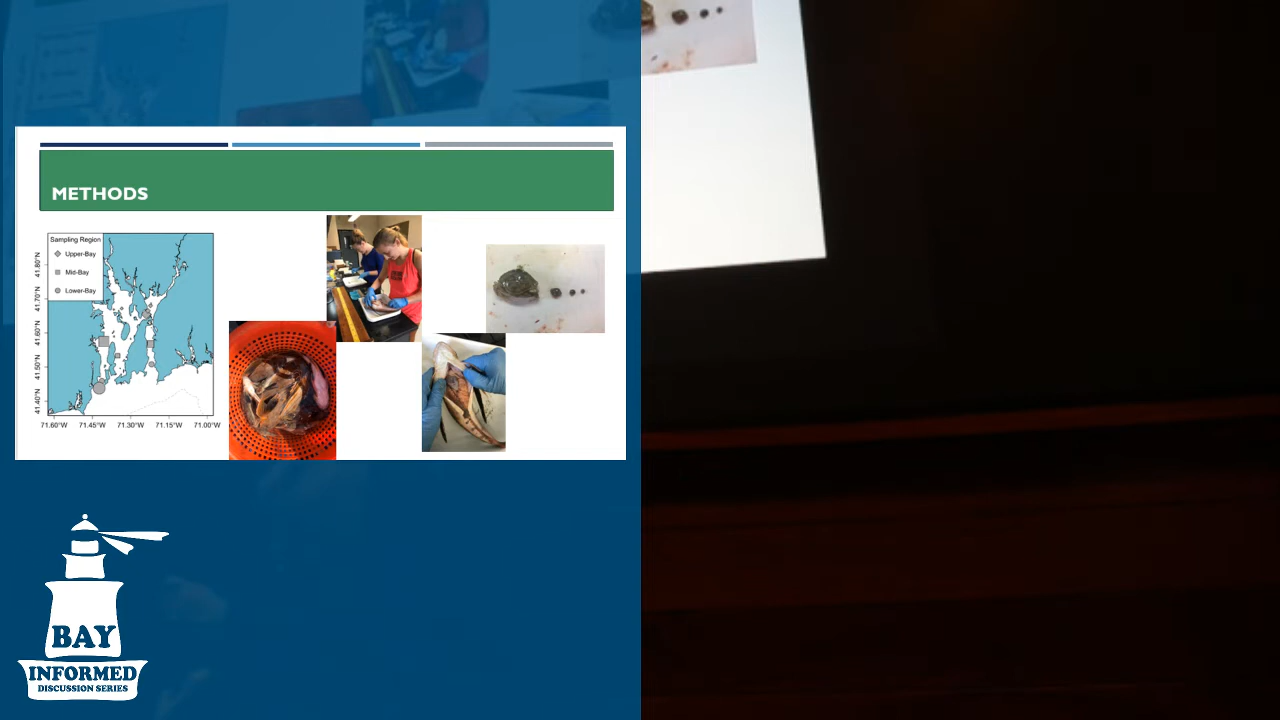 METHODS
Sampling Region
Upper-Bay
Mid-Bay
Lower-Bay
41.80°N
41.70°N
41.60°N
41.50°N
41.40°N
71.60°W 71.45°W 71.30°W 71.15°W 71.00°W
BAY
INFORMED
DISCUSSION SERIES